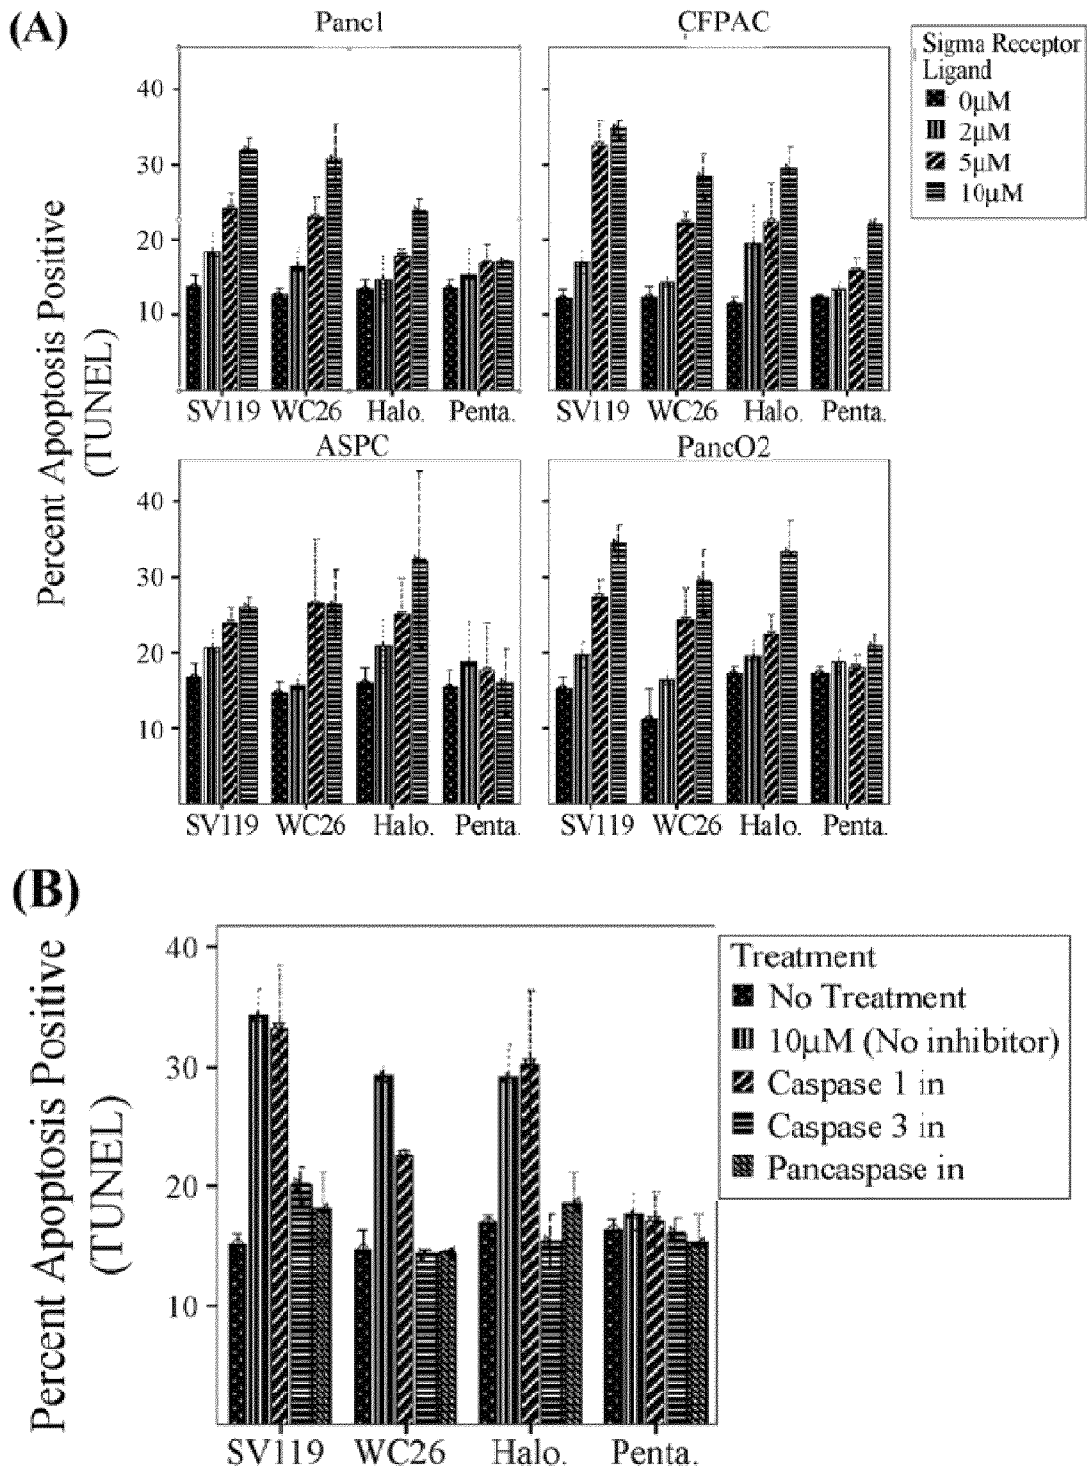 (A)
Panc1
CFPAC
Sigma Receptor
Ligand
0μM
2μM
5μM
10μM
Percent Apoptosis Positive
(TUNEL)
40
30
20
10
SV119 WC26 Halo. Penta.
SV119 WC26 Halo. Penta.
ASPC
PancO2
40
30
20
10
SV119 WC26 Halo. Penta.
SV119 WC26 Halo. Penta.
(B)
Percent Apoptosis Positive
(TUNEL)
40
30
20
10
SV119 WC26 Halo. Penta.
Treatment
No Treatment
10μM (No inhibitor)
Caspase 1 in
Caspase 3 in
Pancaspase in